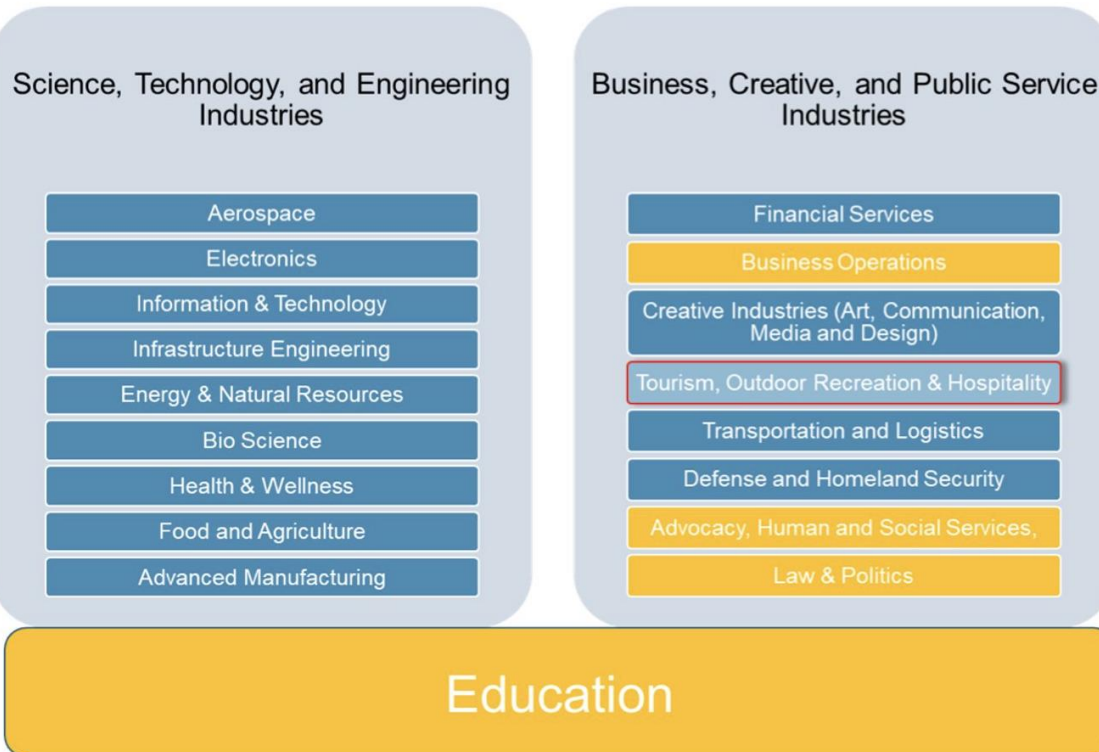 Science, Technology, and Engineering
Industries
Aerospace
Electronics
Information & Technology
Infrastructure Engineering
Energy & Natural Resources
Bio Science
Health & Wellness
Food and Agriculture
Advanced Manufacturing
Business, Creative, and Public Service
Industries
Financial Services
Business Operations
Creative Industries (Art, Communication,
Media and Design)
Tourism, Outdoor Recreation & Hospitality
Transportation and Logistics
Defense and Homeland Security
Advocacy, Human and Social Services,
Law & Politics
Education